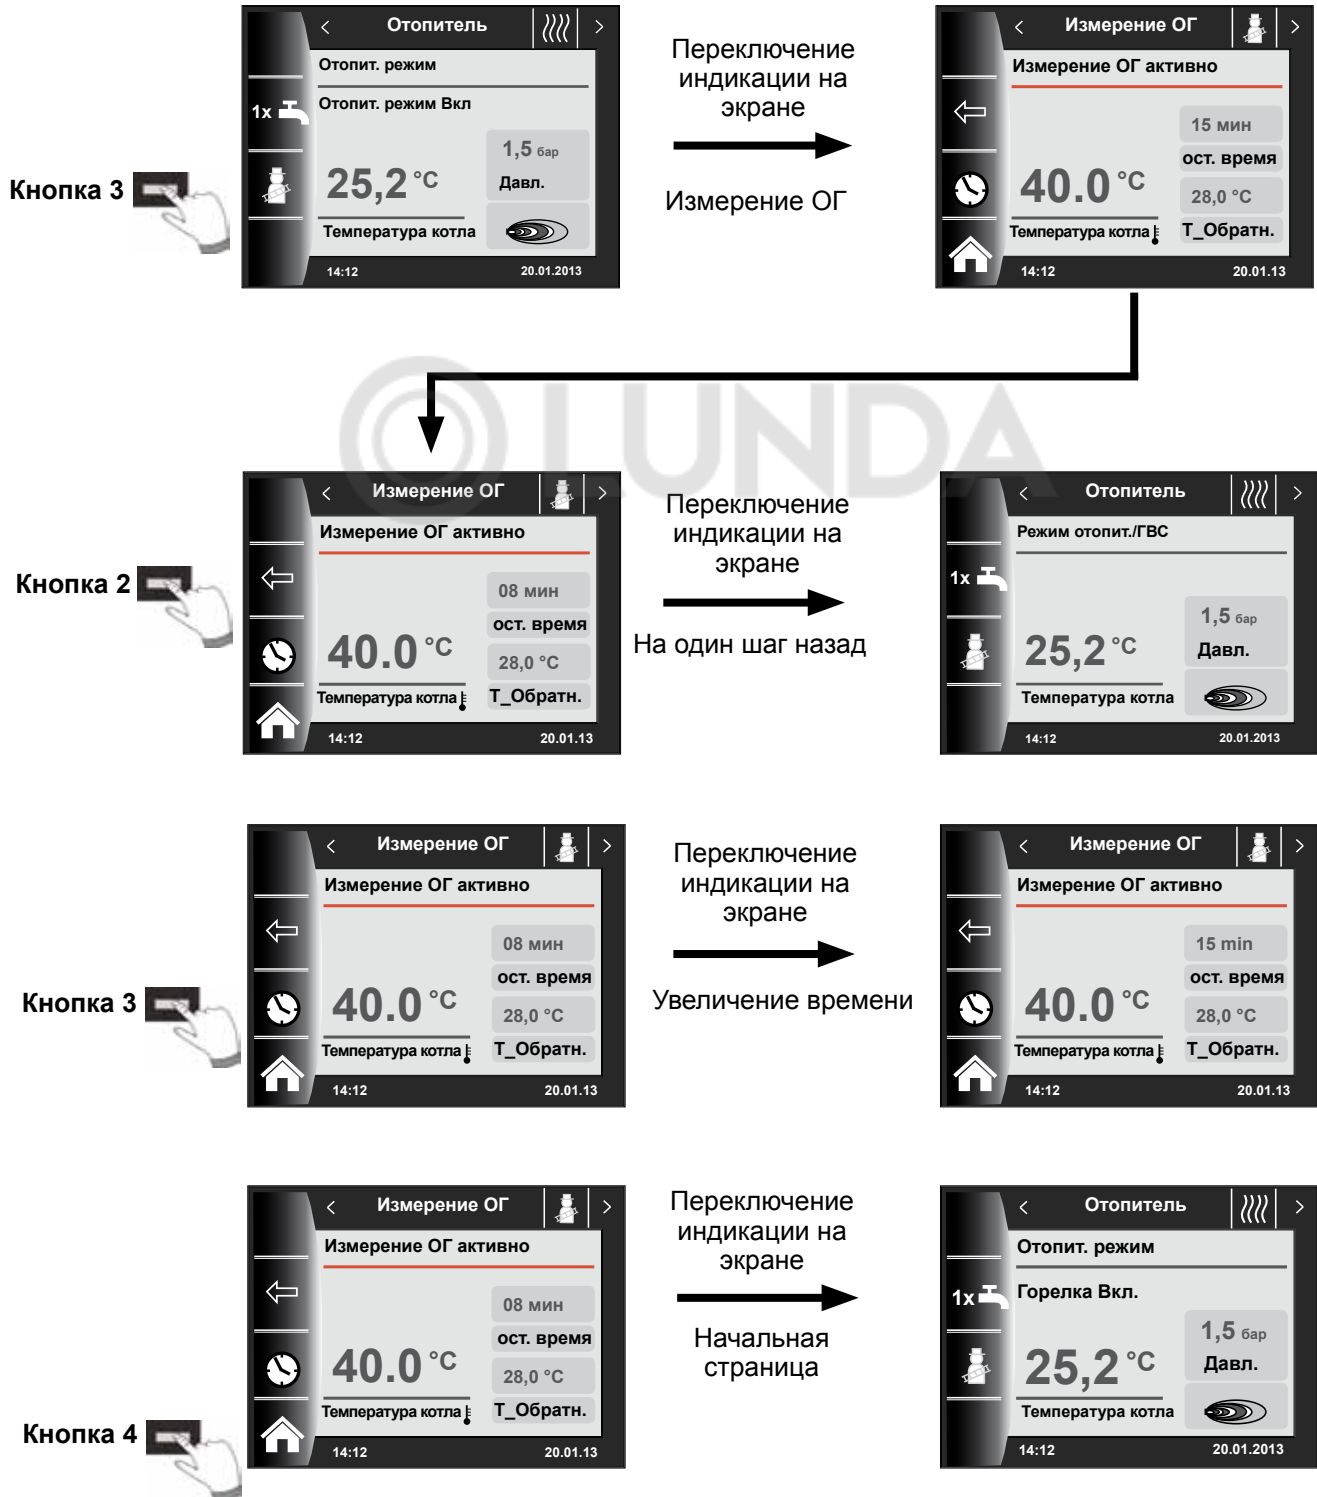 Отопитель
Отопит. режим
Отопит. режим Вкл
1x
1,5 бар
25,2 °C
Давл.
Температура котла
14:12
20.01.2013
Кнопка 3
Переключение
индикации на
экране
Измерение ОГ
Измерение ОГ
Измерение ОГ активно
15 мин
ост. время
40.0 °C
28,0 °C
Температура котла
Т_Обратн.
14:12
20.01.13
LUNDA
Измерение ОГ
Измерение ОГ активно
Кнопка 2
08 мин
ост. время
40.0 °C
28,0 °C
Температура котла
Т_Обратн.
14:12
20.01.13
Переключение
индикации на
экране
На один шаг назад
Отопитель
Режим отопит./ГВС
1x
1,5 бар
25,2 °C
Давл.
Температура котла
14:12
20.01.2013
Измерение ОГ
Измерение ОГ активно
08 мин
ост. время
Кнопка 3
40.0 °C
28,0 °C
Температура котла
Т_Обратн.
14:12
20.01.13
Переключение
индикации на
экране
Увеличение времени
Измерение ОГ
Измерение ОГ активно
15 min
ост. время
40.0 °C
28,0 °C
Температура котла
Т_Обратн.
14:12
20.01.13
Измерение ОГ
Измерение ОГ активно
08 мин
ост. время
40.0 °C
28,0 °C
Температура котла
Т_Обратн.
Кнопка 4
14:12
20.01.13
Переключение
индикации на
экране
Начальная
страница
Отопитель
Отопит. режим
1x
Горелка Вкл.
1,5 бар
25,2 °C
Давл.
Температура котла
14:12
20.01.2013